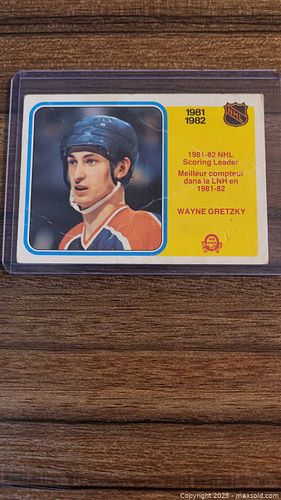 1981
1982
NHL
1981-82 NHL
Scoring Leader
Meilleur compteur
dans la LNH en
1981-82
WAYNE GRETZKY
Copyright © 2025 - maxsold.com